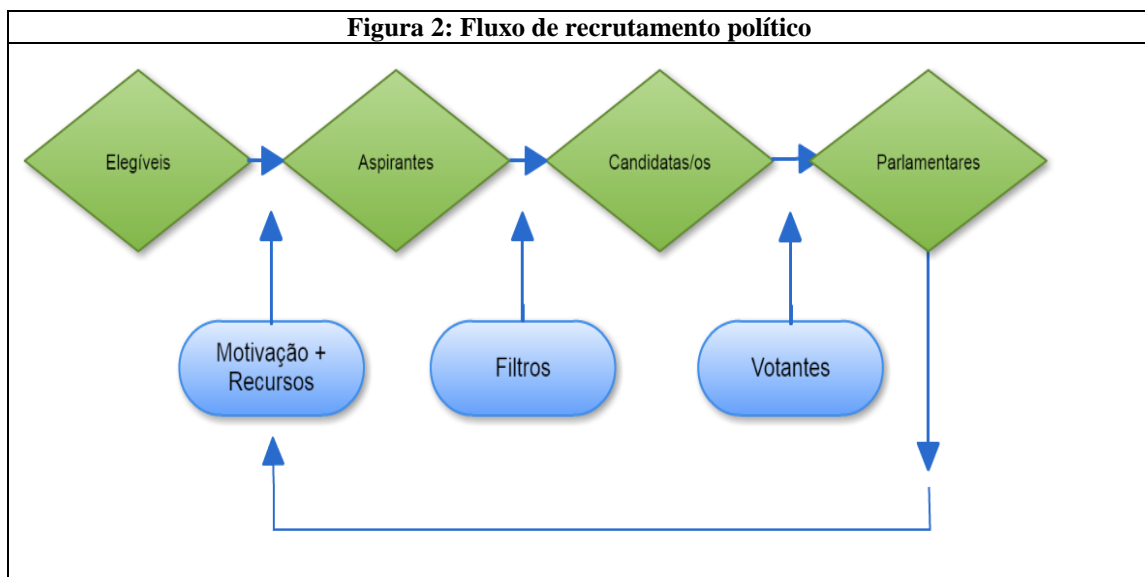 Figura 2: Fluxo de recrutamento político
Elegíveis
Aspirantes
Candidatas/os
Parlamentares
Motivação +
Recursos
Filtros
Votantes